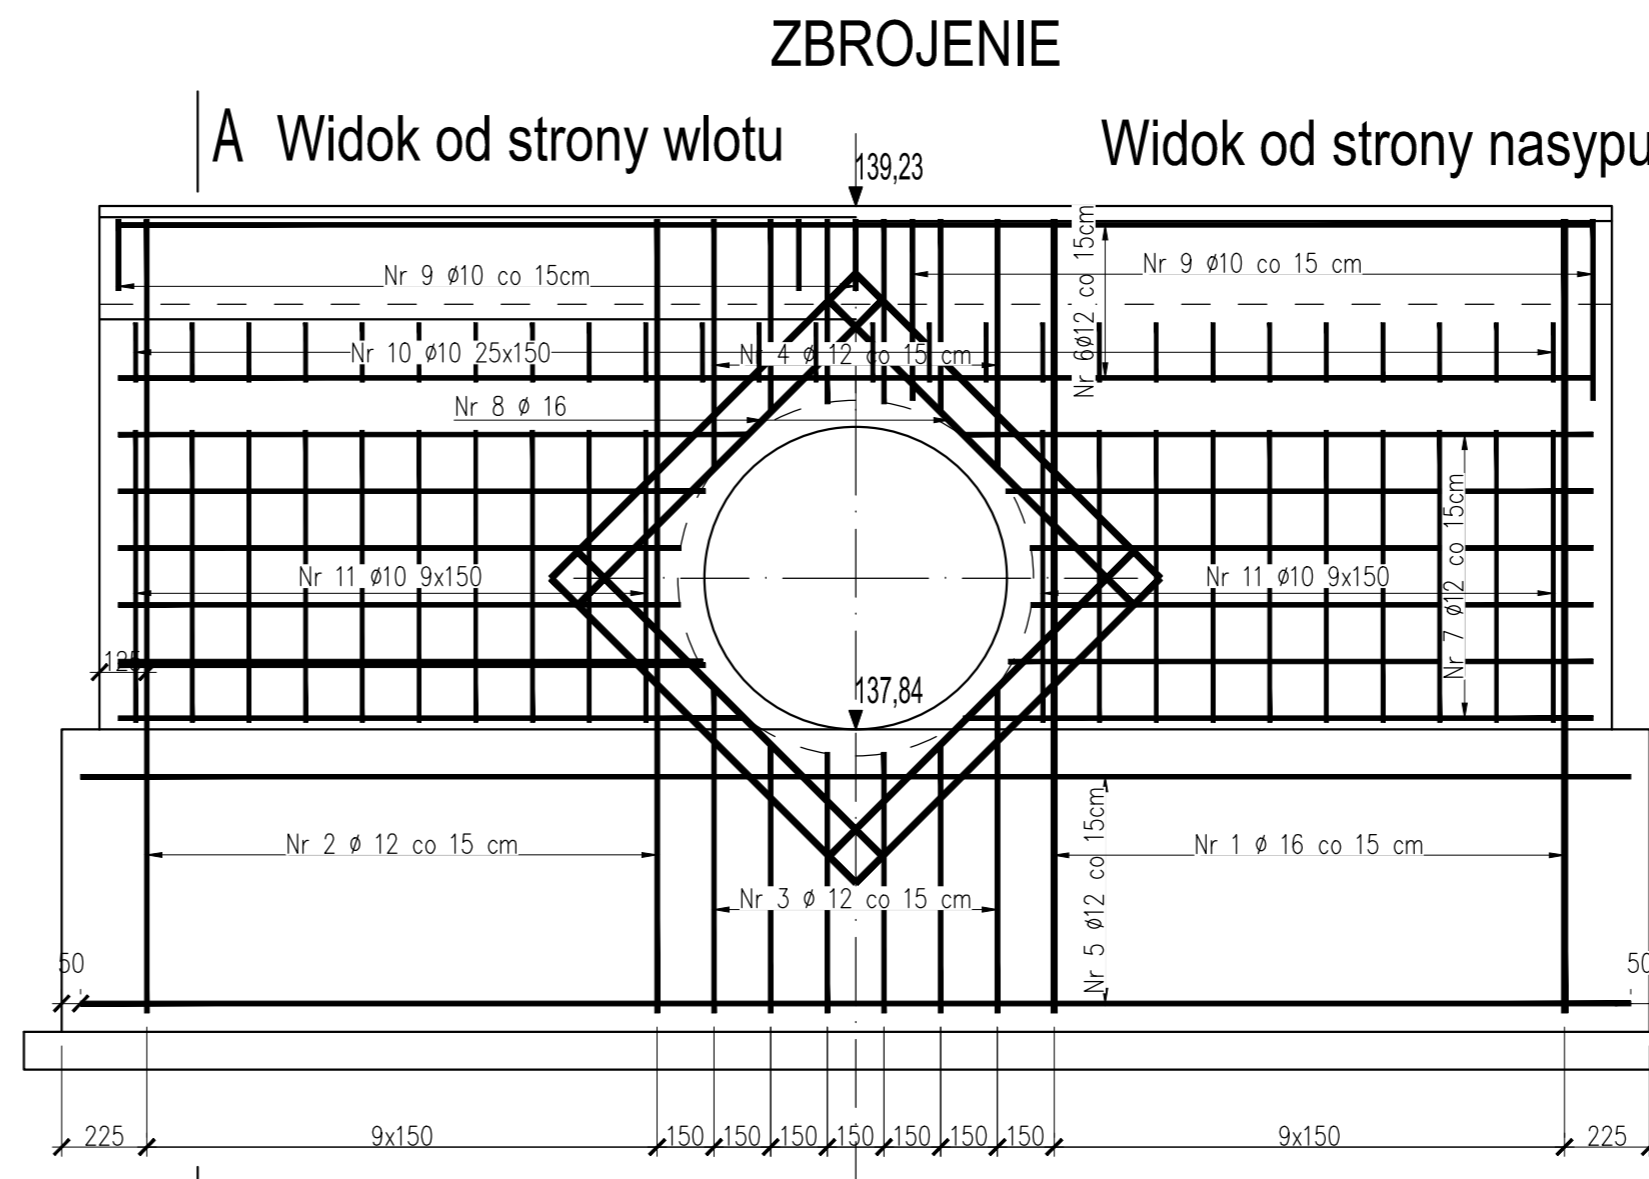 ZBROJENIE
A Widok od strony wlotu
Widok od strony nasypu
139,23
Nr 9 ø10 co 15cm
Nr 6ø12 co 15cm
Nr 9 ø10 co 15 cm
Nr 10 ø10 25x150
Nr 4 ø 12 co 15 cm
Nr 8 ø 16
Nr 11 ø10 9x150
Nr 11 ø10 9x150
Nr 7 ø12 co 15cm
125
137,84
Nr 2 ø 12 co 15 cm
Nr 1 ø 16 co 15 cm
Nr 3 ø 12 co 15 cm
Nr 5 ø12 co 15cm
50
50
225 9x150 150 150 150 150 150 150 150 9x150 225